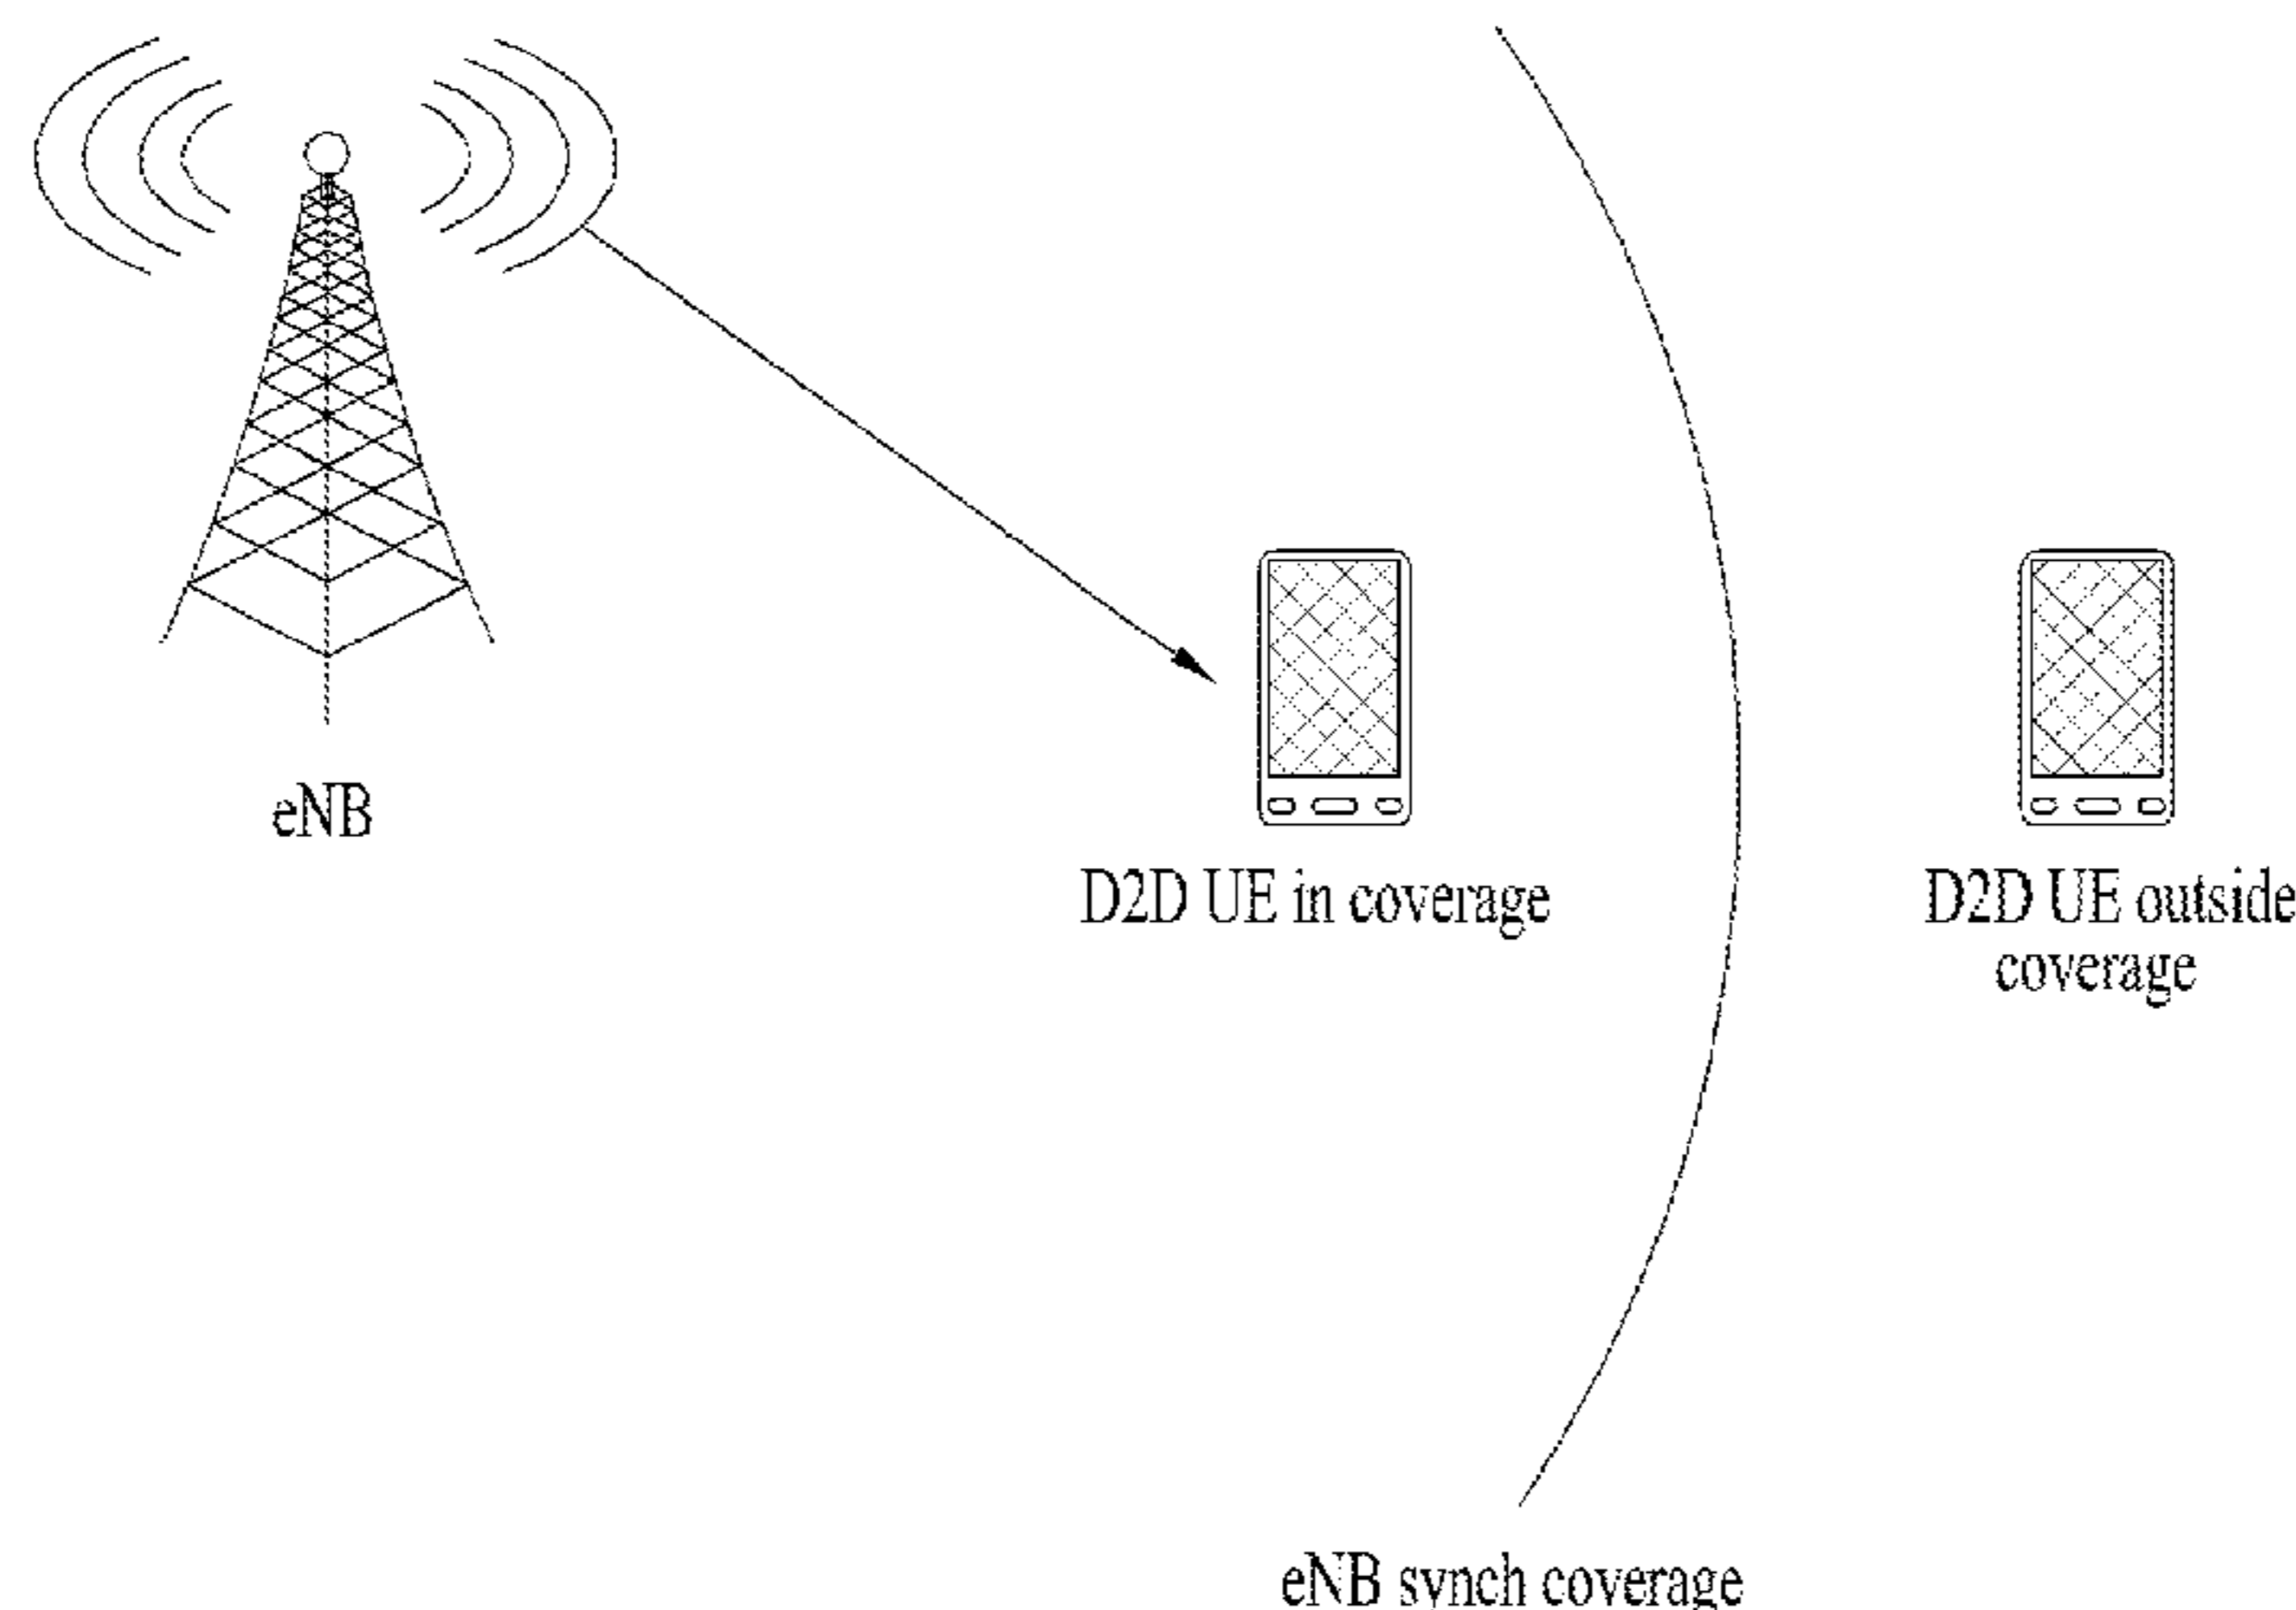 eNB
D2D UE in coverage
D2D UE outside
coverage
eNB synch coverage